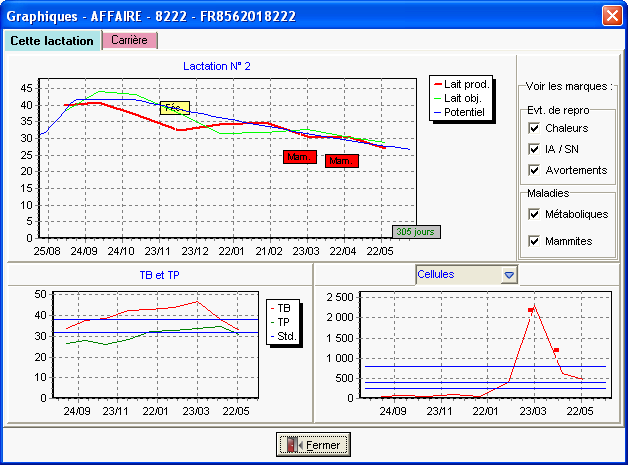 Graphiques - AFFAIRE - 8222 - FR8562018222
Cette lactation Carrière
Lactation N° 2
45
40
35
30
25
20
15
10
5
0
25/08 24/09 24/10 23/11 23/12 22/01 21/02 23/03 22/04 22/05
Féc.
Mam.
Mam.
305 jours
Lait prod.
Lait obj.
Potentiel
Voir les marques :
Evt. de repro
Chaleurs
IA / SN
Avortements
Maladies
Métaboliques
Mammites
TB et TP
50
40
30
20
10
0
24/09 23/11 22/01 23/03 22/05
TB
TP
Std.
Cellules
2 500
2 000
1 500
1 000
500
0
24/09 23/11 22/01 23/03 22/05
Fermer